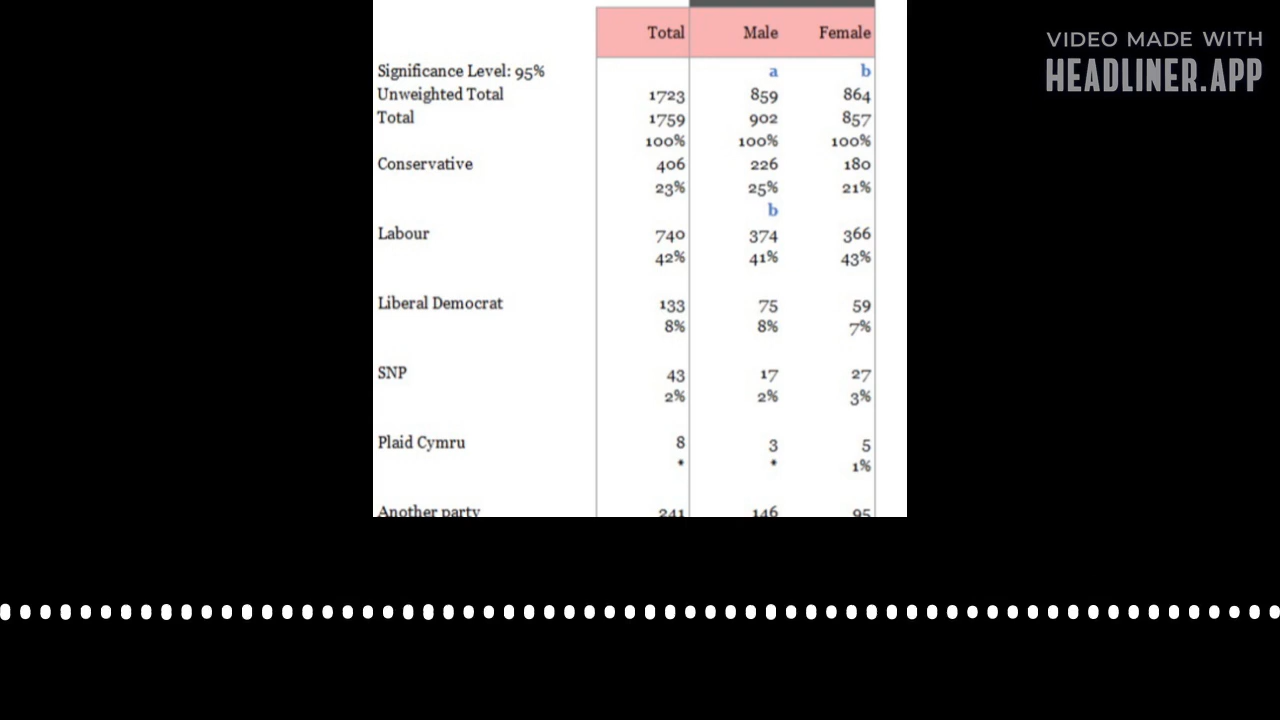 Total Male Female
VIDEO MADE WITH
HEADLINER.APP
Significance Level: 95% a b
Unweighted Total 1723 859 864
Total 1759 902 857
100% 100% 100%
Conservative 406 226 180
23% 25% 21%
b
Labour 740 374 366
42% 41% 43%
Liberal Democrat 133 75 59
8% 8% 7%
SNP 43 17 27
2% 2% 3%
Plaid Cymru 8 3 5
* * 1%
Another party 241 146 95